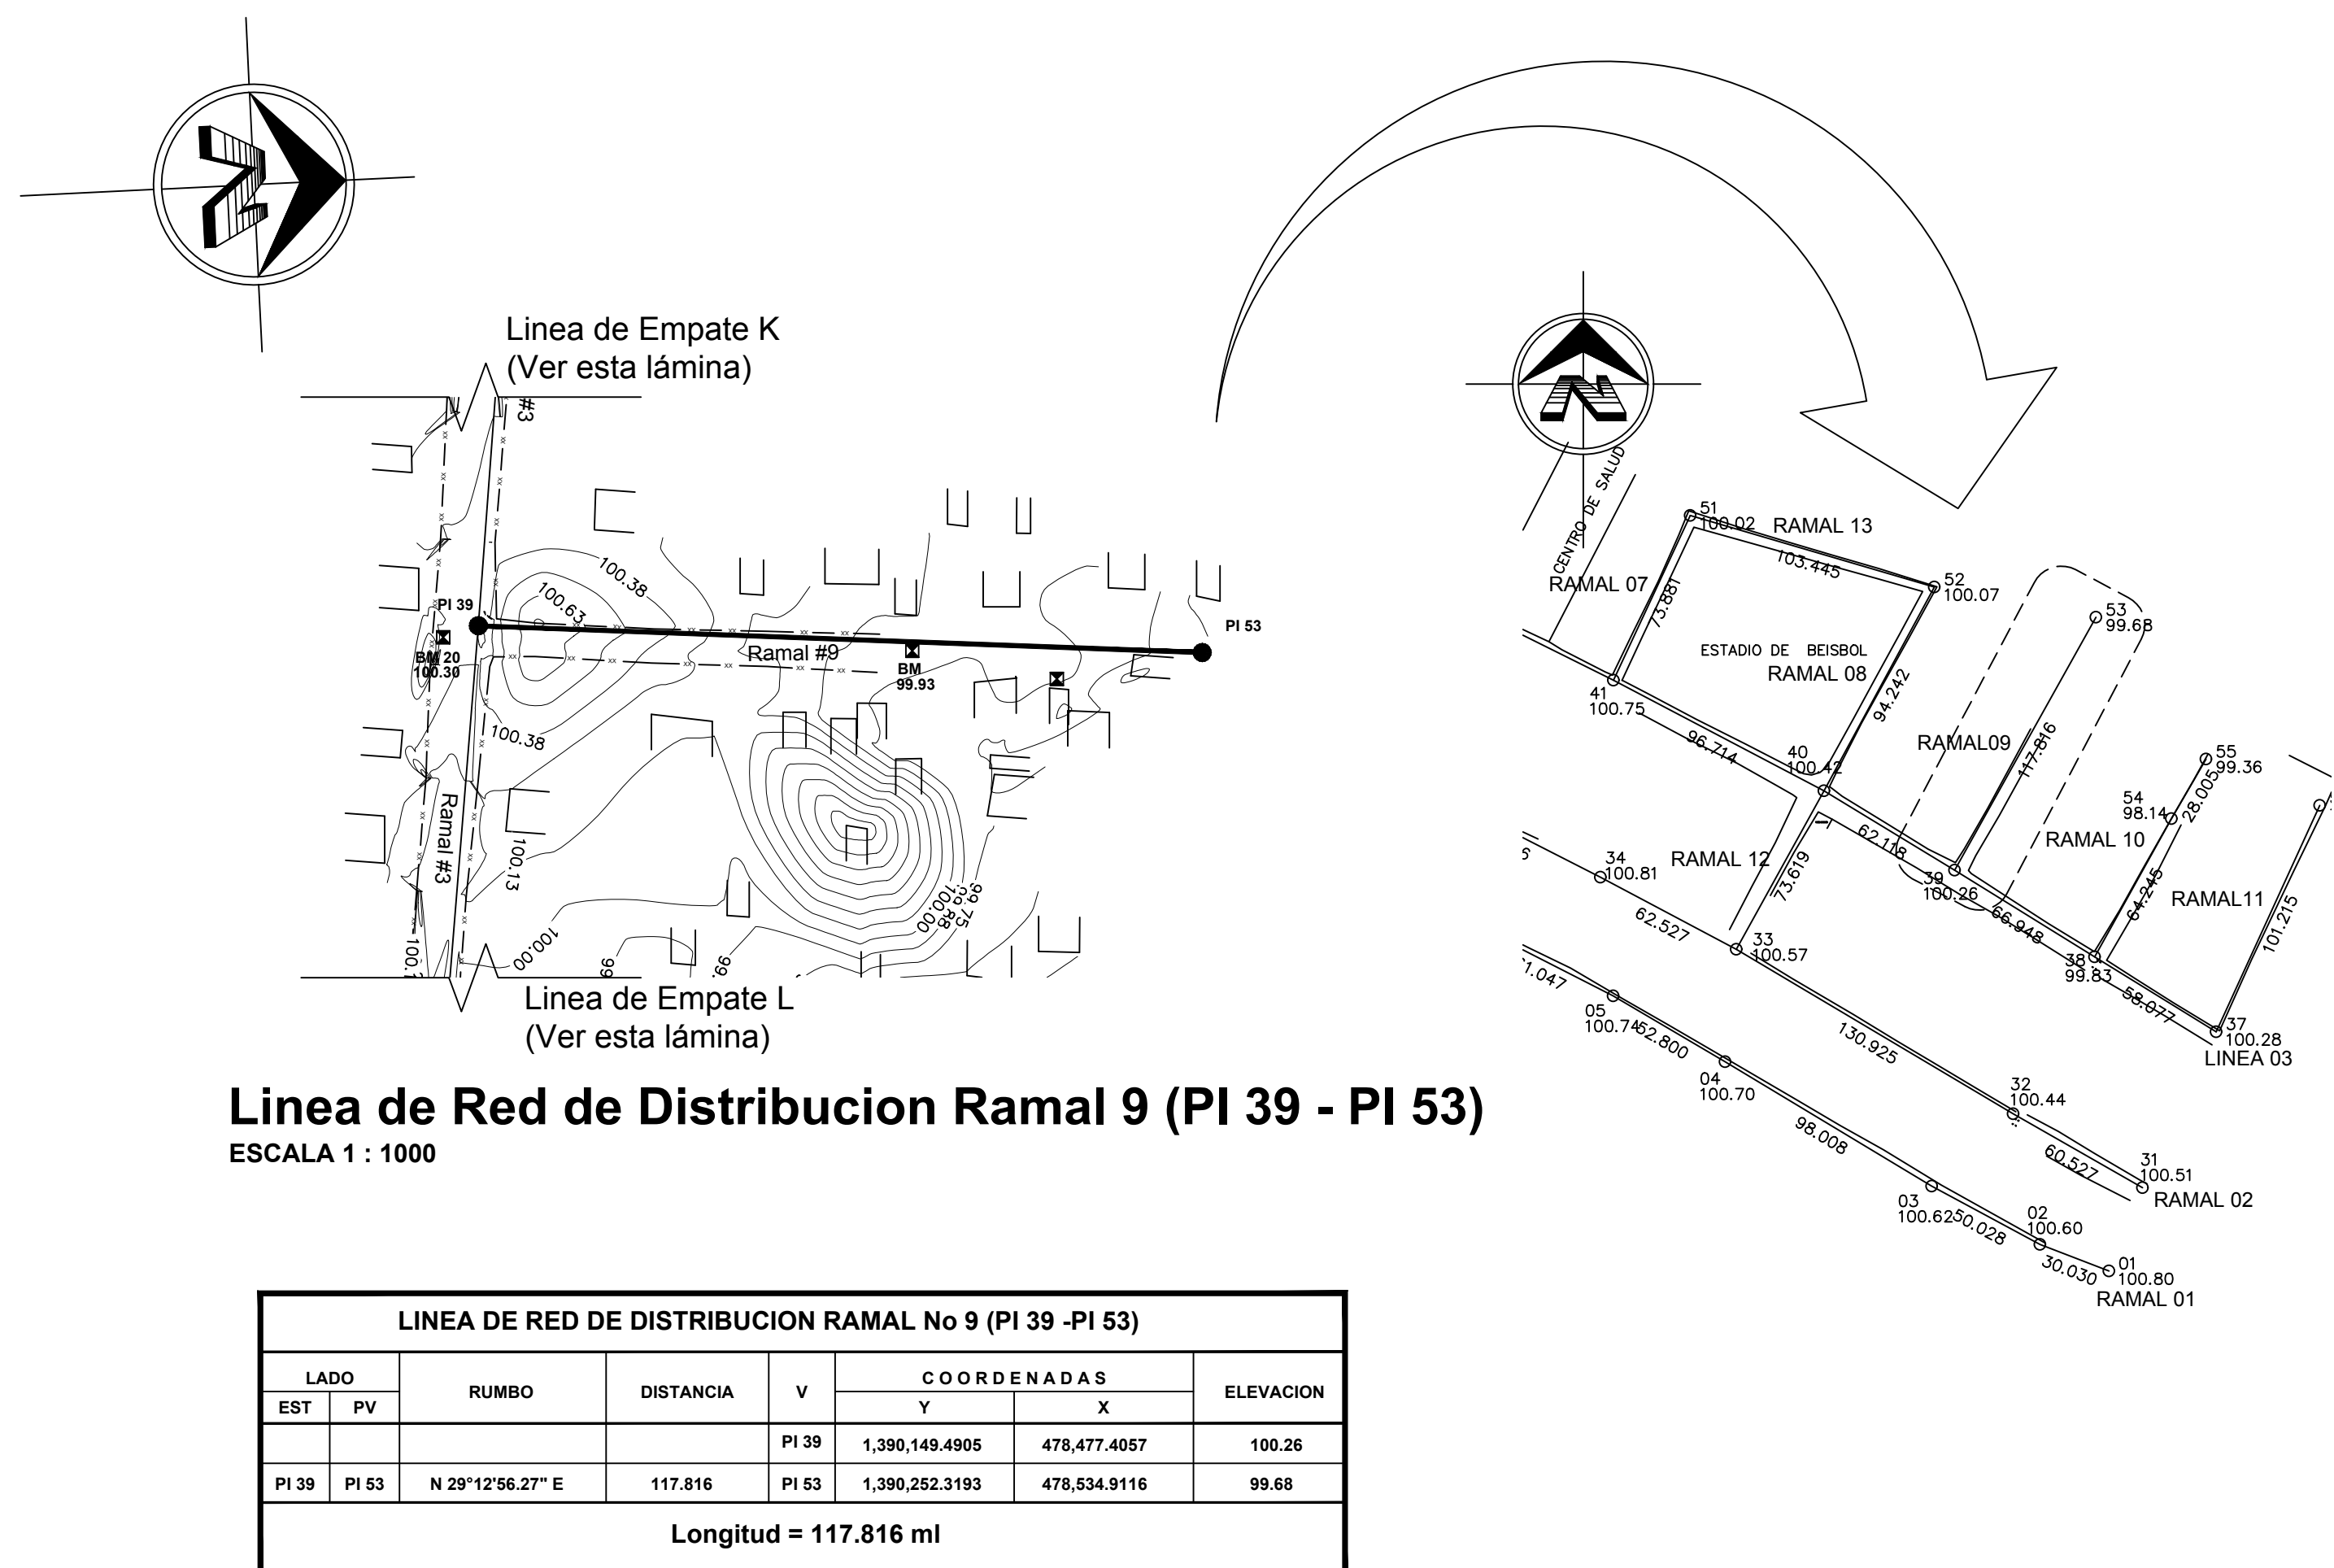 Linea de Empate K
(Ver esta lámina)
#3
100.38
100.63
PI 39
PI 53
BM 20
100.30
Ramal #9
BM
99.93
100.38
Ramal #3
100.13
100.00
99
99.
100.00
99.88
99.75
Linea de Empate L
(Ver esta lámina)
Linea de Red de Distribucion Ramal 9 (PI 39 - PI 53)
ESCALA 1 : 1000
CENTRO DE SALUD
51
100.02
RAMAL 13
103.445
RAMAL 07
73.881
52
100.07
53
99.68
ESTADIO DE BEISBOL
RAMAL 08
94.242
41
100.75
96.714
40
100.42
RAMAL09
117.816
55
99.36
28.005
54
98.14
RAMAL 10
62.118
34
100.81
RAMAL 12
73.619
39
100.26
64.245
RAMAL11
101.215
66.948
62.527
33
100.57
38
99.83
58.077
37
100.28
LINEA 03
1.047
05
100.74
52.800
130.925
04
100.70
32
100.44
98.008
60.527
31
100.51
RAMAL 02
03
100.62
50.028
02
100.60
30.030
01
100.80
RAMAL 01
LINEA DE RED DE DISTRIBUCION RAMAL No 9 (PI 39 -PI 53)
LADO RUMBO DISTANCIA V COORDENADAS ELEVACION
EST PV Y X
PI 39 1,390,149.4905 478,477.4057 100.26
PI 39 PI 53 N 29°12'56.27" E 117.816 PI 53 1,390,252.3193 478,534.9116 99.68
Longitud = 117.816 ml